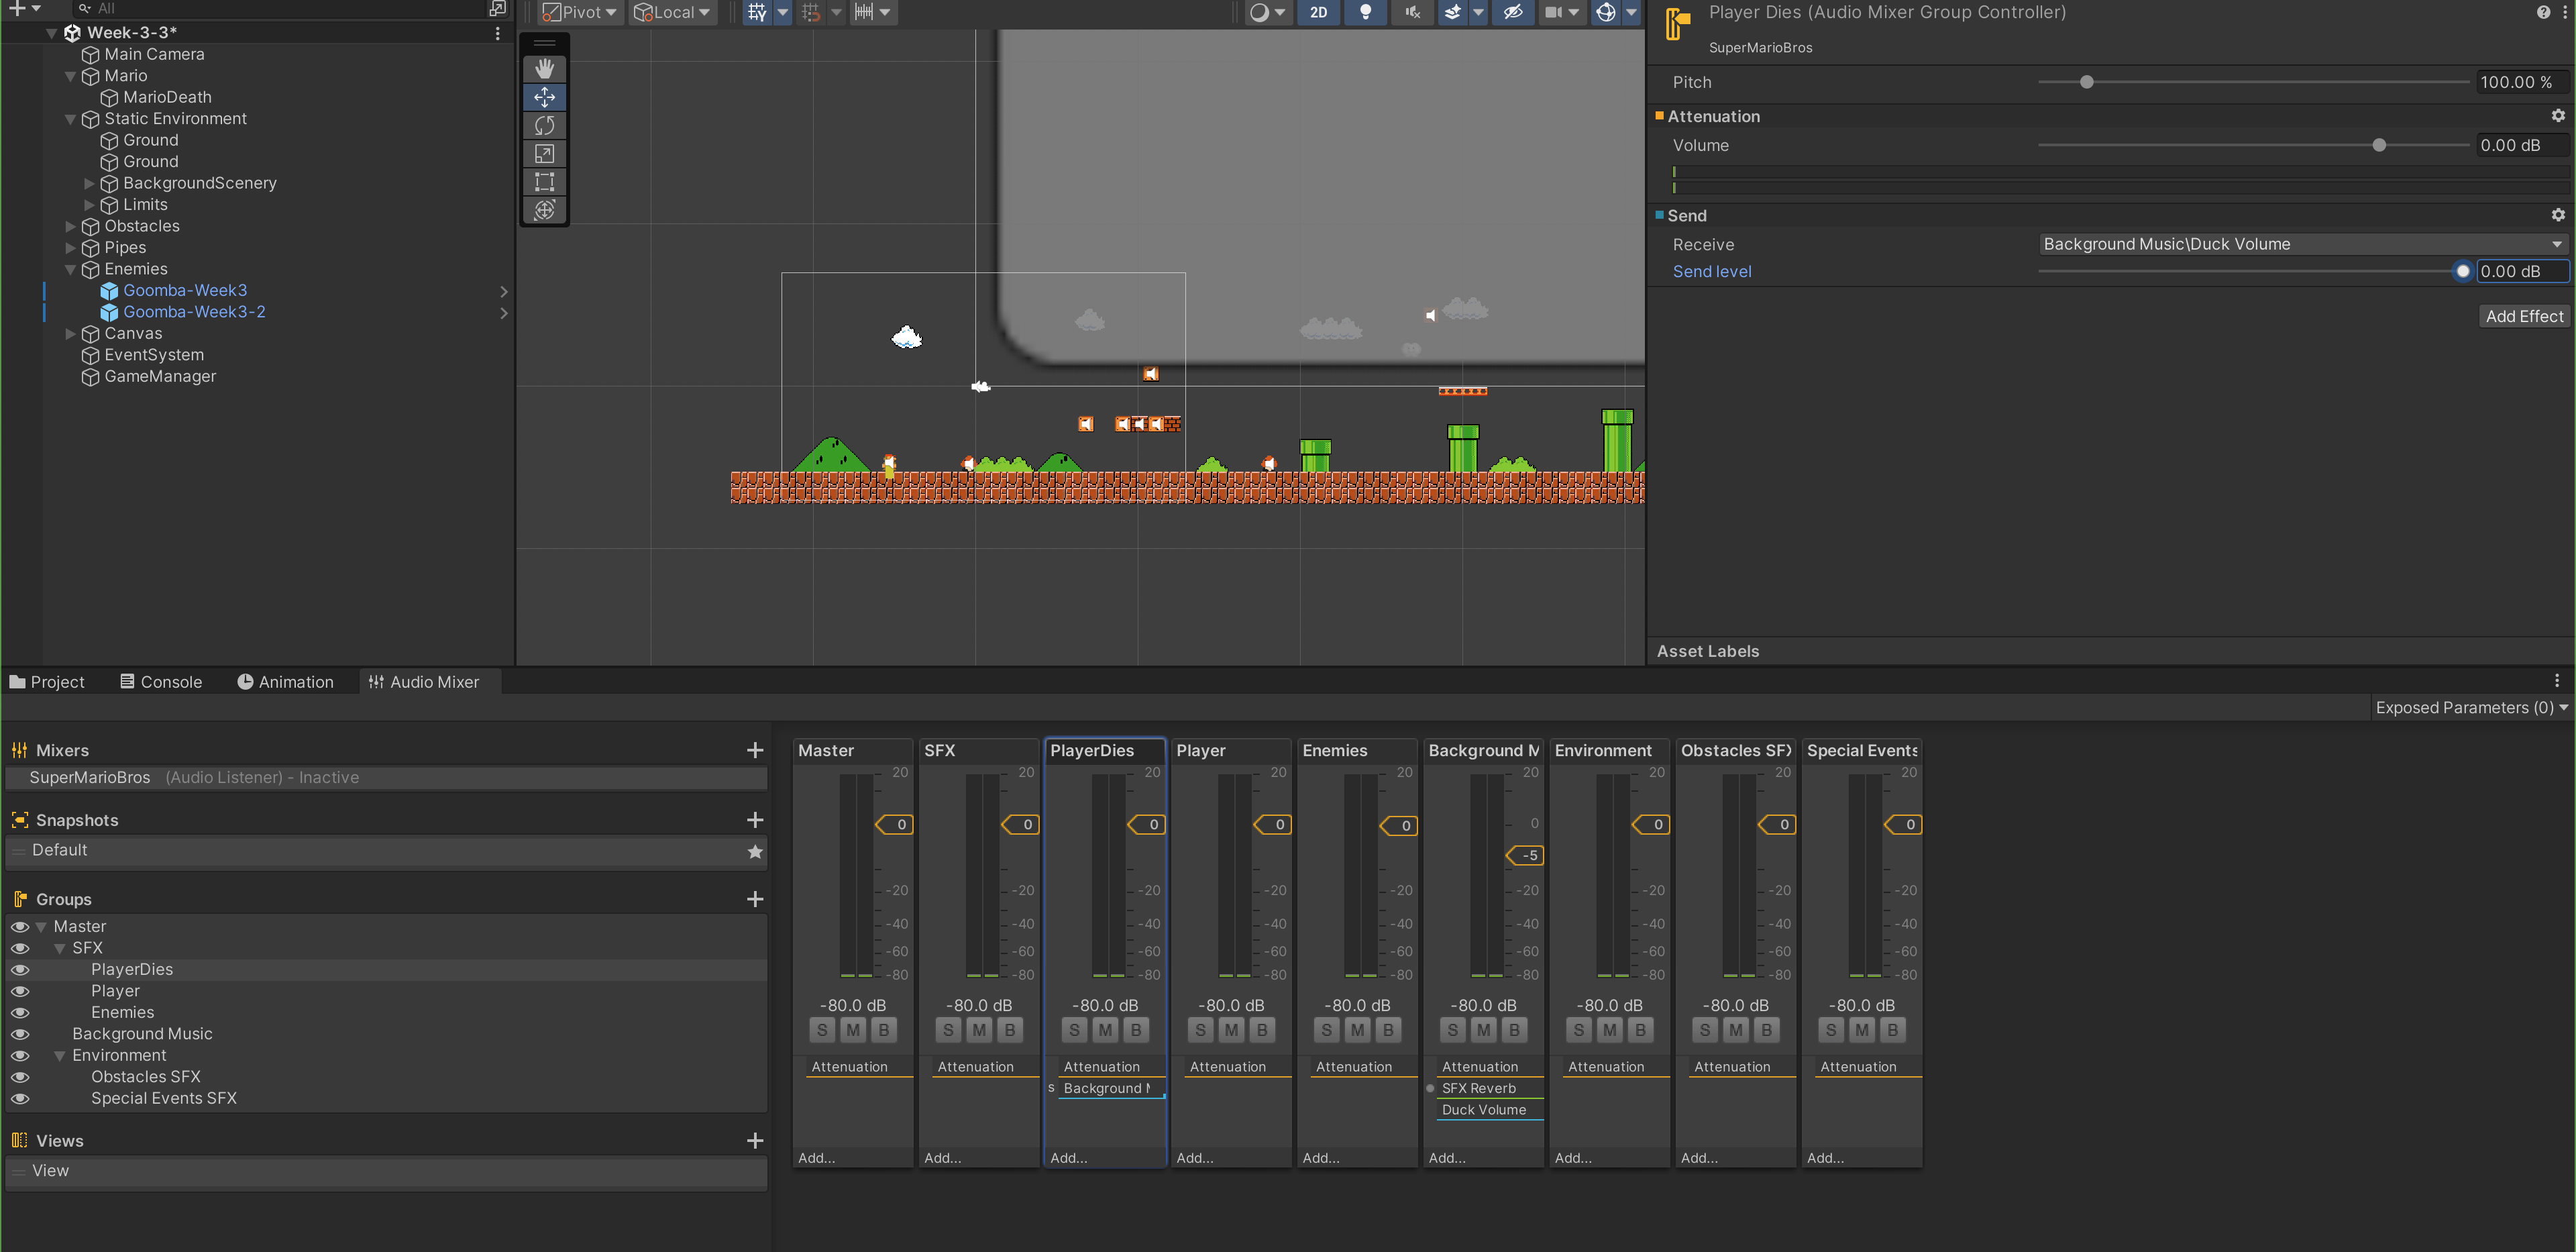 All
Week-3-3*
Main Camera
Mario
MarioDeath
Static Environment
Ground
Ground
BackgroundScenery
Limits
Obstacles
Pipes
Enemies
Goomba-Week3
Goomba-Week3-2
Canvas
EventSystem
GameManager
Pivot Local 2D
Player Dies (Audio Mixer Group Controller)
SuperMarioBros
Pitch 100.00 %
Attenuation
Volume 0.00 dB
Send
Receive Background Music\Duck Volume
Send level 0.00 dB
Add Effect
Asset Labels
Project Console Animation Audio Mixer
Exposed Parameters (0)
Mixers
SuperMarioBros (Audio Listener) - Inactive
Snapshots
Default
Groups
Master
SFX
PlayerDies
Player
Enemies
Background Music
Environment
Obstacles SFX
Special Events SFX
Views
View
Master SFX PlayerDies Player Enemies Background M Environment Obstacles SFX Special Events
20 20 20 20 20 20 20 20 20
0 0 0 0 0 0 0 0 0
-5
-20 -20 -20 -20 -20 -20 -20 -20 -20
-40 -40 -40 -40 -40 -40 -40 -40 -40
-60 -60 -60 -60 -60 -60 -60 -60 -60
-80 -80 -80 -80 -80 -80 -80 -80 -80
-80.0 dB -80.0 dB -80.0 dB -80.0 dB -80.0 dB -80.0 dB -80.0 dB -80.0 dB -80.0 dB
S M B S M B S M B S M B S M B S M B S M B S M B S M B
Attenuation Attenuation Attenuation Attenuation Attenuation Attenuation Attenuation Attenuation Attenuation
S Background M SFX Reverb
Duck Volume
Add... Add... Add... Add... Add... Add... Add... Add... Add...